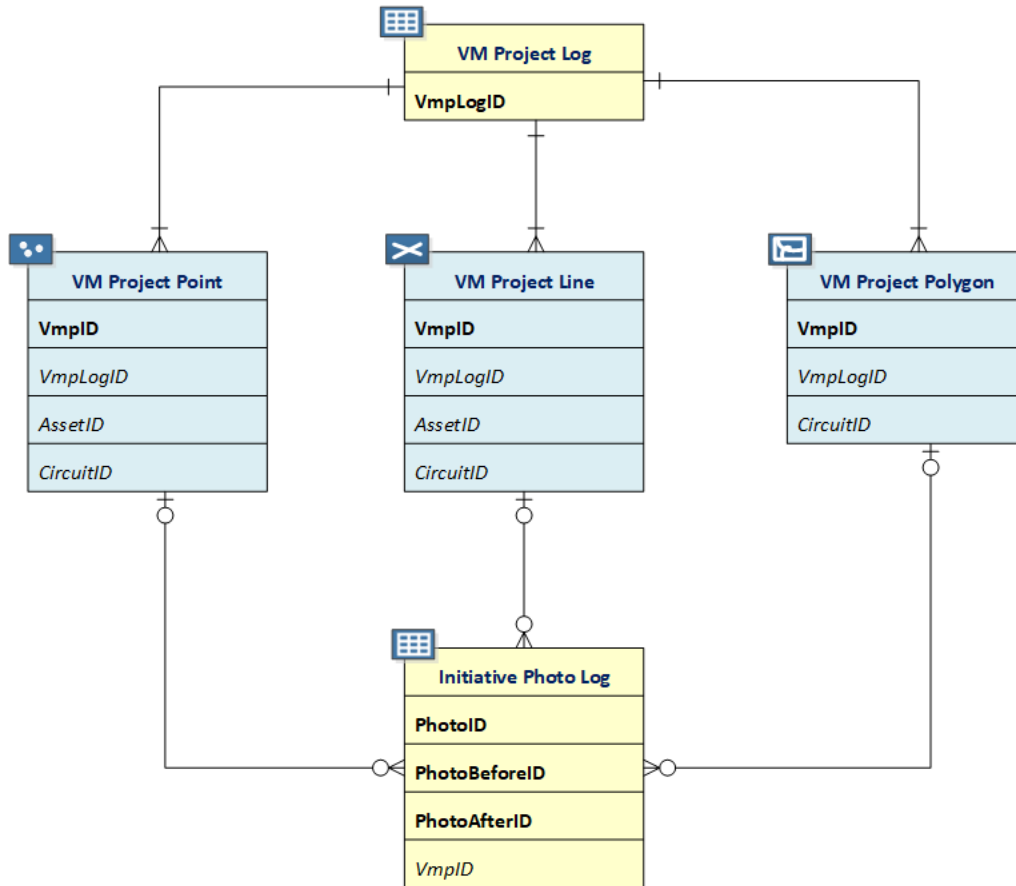 VM Project Log
VmpLogID
VM Project Point
VmpID
VmpLogID
AssetID
CircuitID
VM Project Line
VmpID
VmpLogID
AssetID
CircuitID
VM Project Polygon
VmpID
VmpLogID
CircuitID
Initiative Photo Log
PhotoID
PhotoBeforeID
PhotoAfterID
VmpID